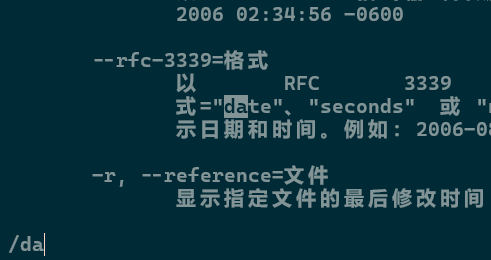 2006 02:34:56 -0600
--rfc-3339=格式
以 RFC 3339
式="date"、"seconds" 或
示日期和时间。例如: 2006-0
-r, --reference=文件
显示指定文件的最后修改时间
/da